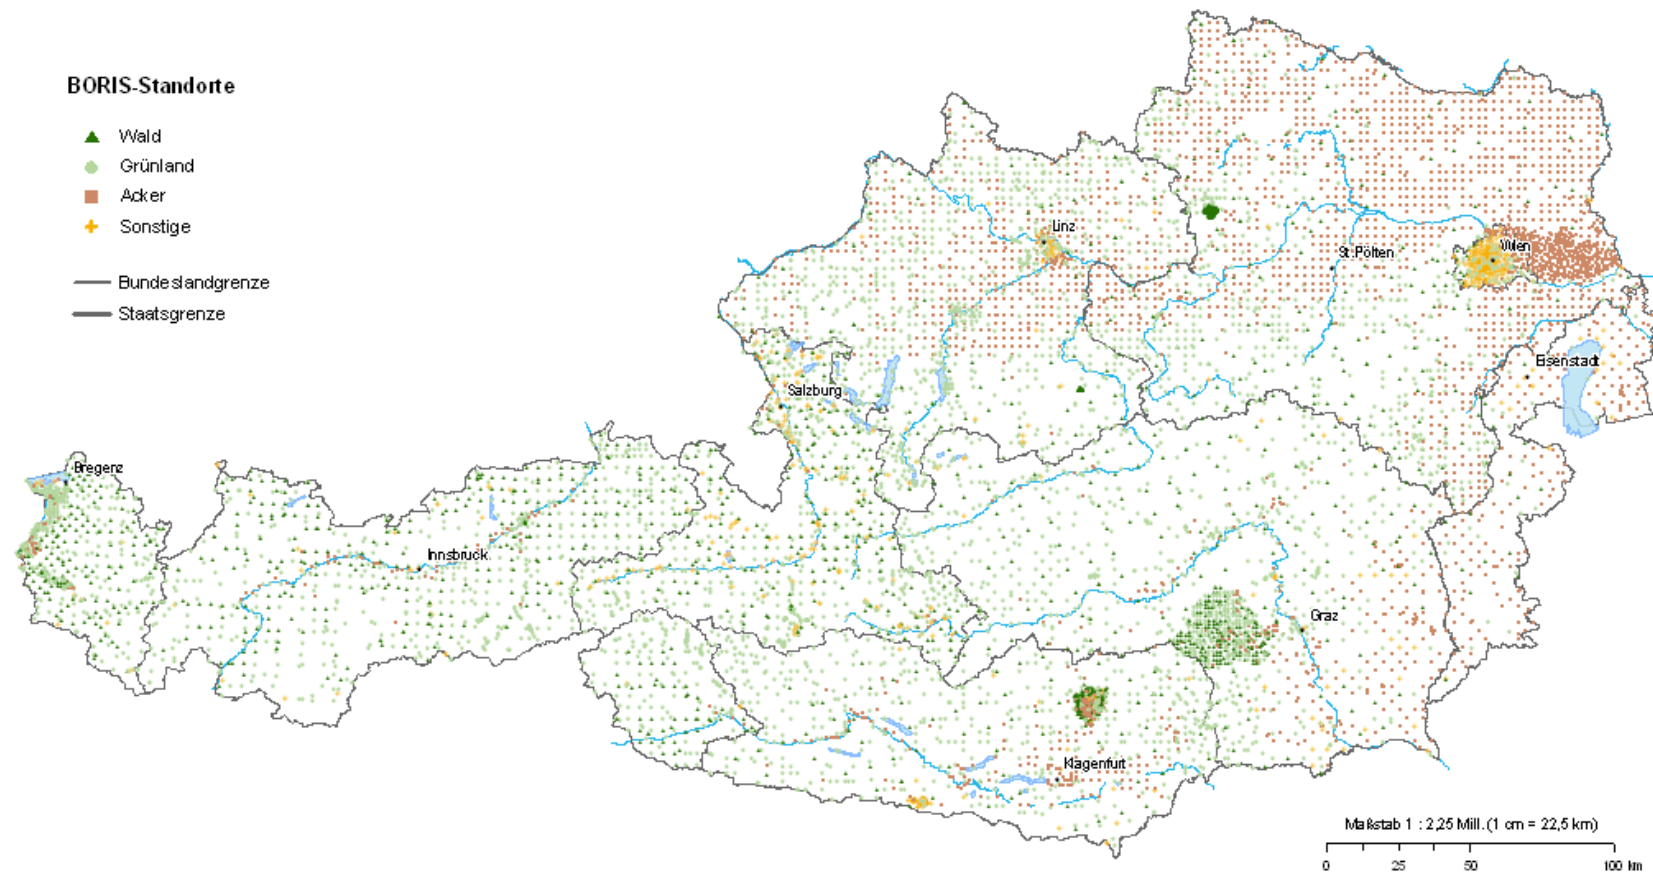 BORIS-Standorte
Wald
Grünland
Acker
Sonstige
Bundeslandgrenze
Staatsgrenze
Linz
Wien
St. Pölten
Eisenstadt
Salzburg
Bregenz
Innsbruck
Graz
Klagenfurt
Maßstab 1 : 2,25 Mill. (1 cm = 22,5 km)
0 25 50 100 km